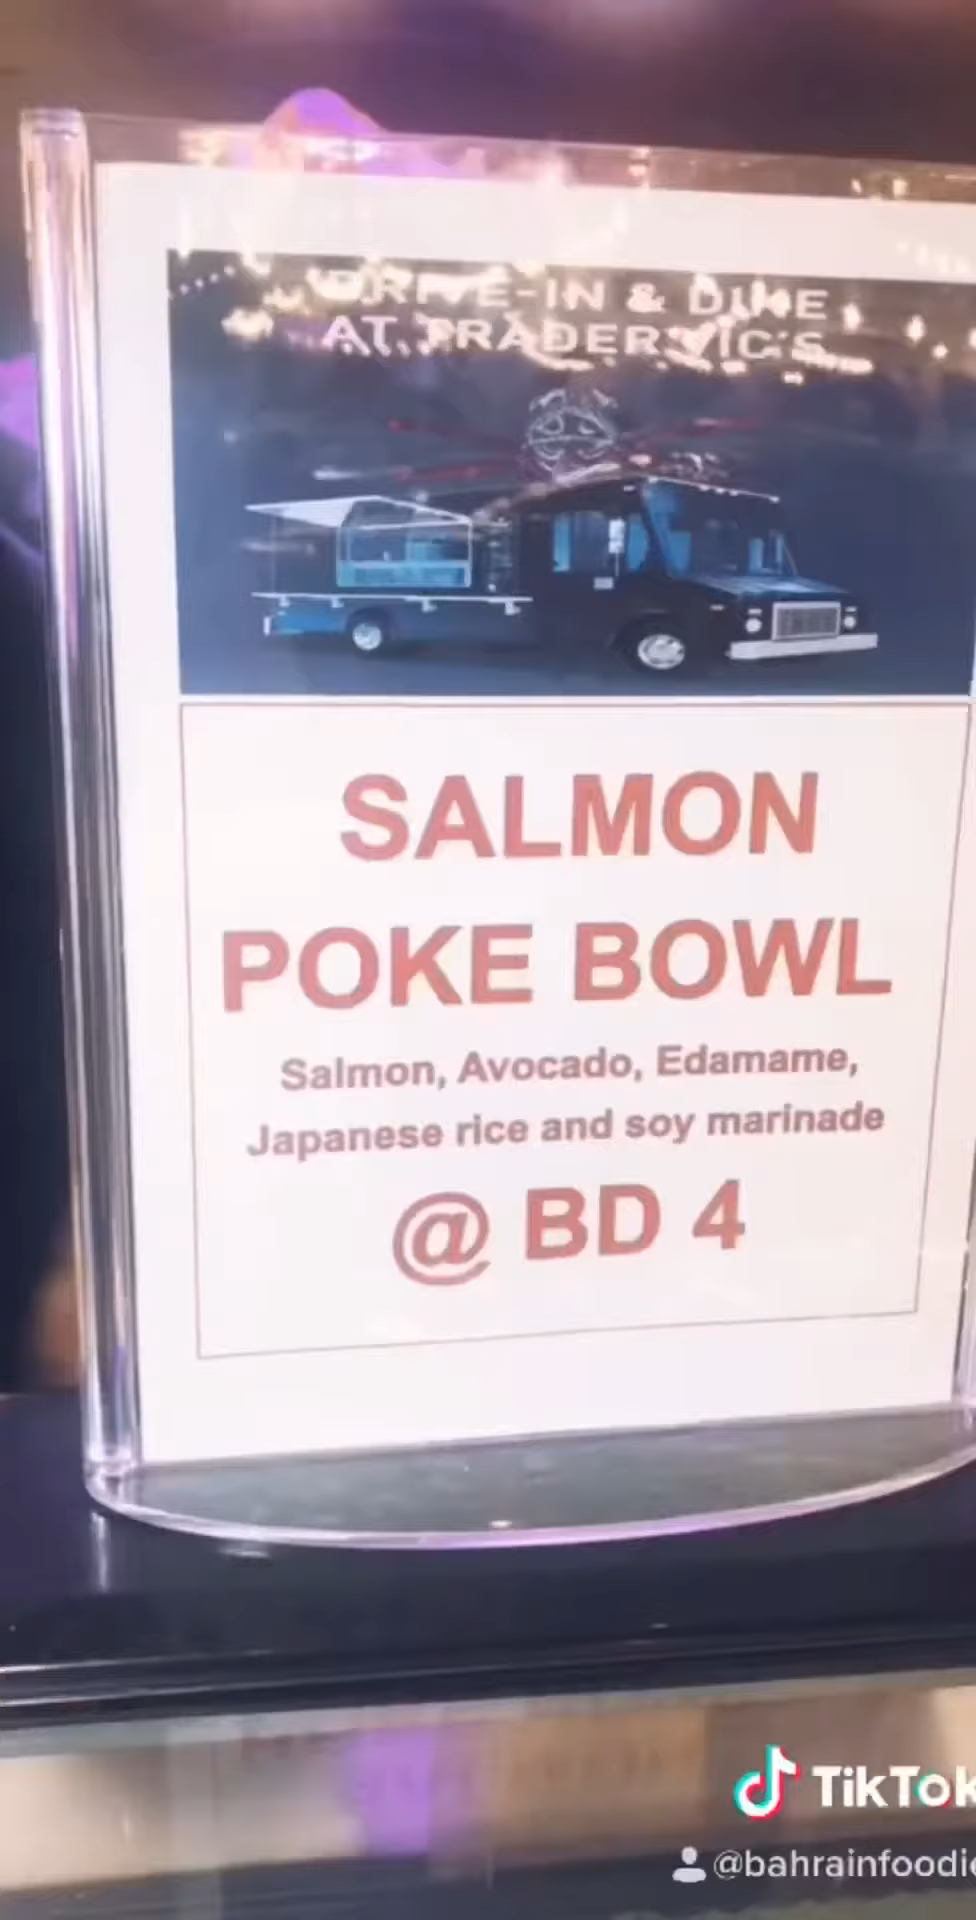 DRIVE-IN & DINE
AT TRADER VIC'S
SALMON
POKE BOWL
Salmon, Avocado, Edamame,
Japanese rice and soy marinade
@ BD 4
TikTok
@bahrainfoodie